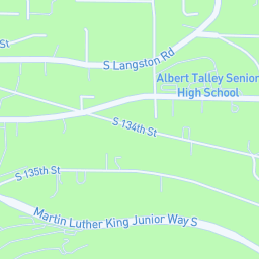 St
S Langston Rd
Albert Talley Senior
High School
S 134th St
S 135th St
Martin Luther King Junior Way S